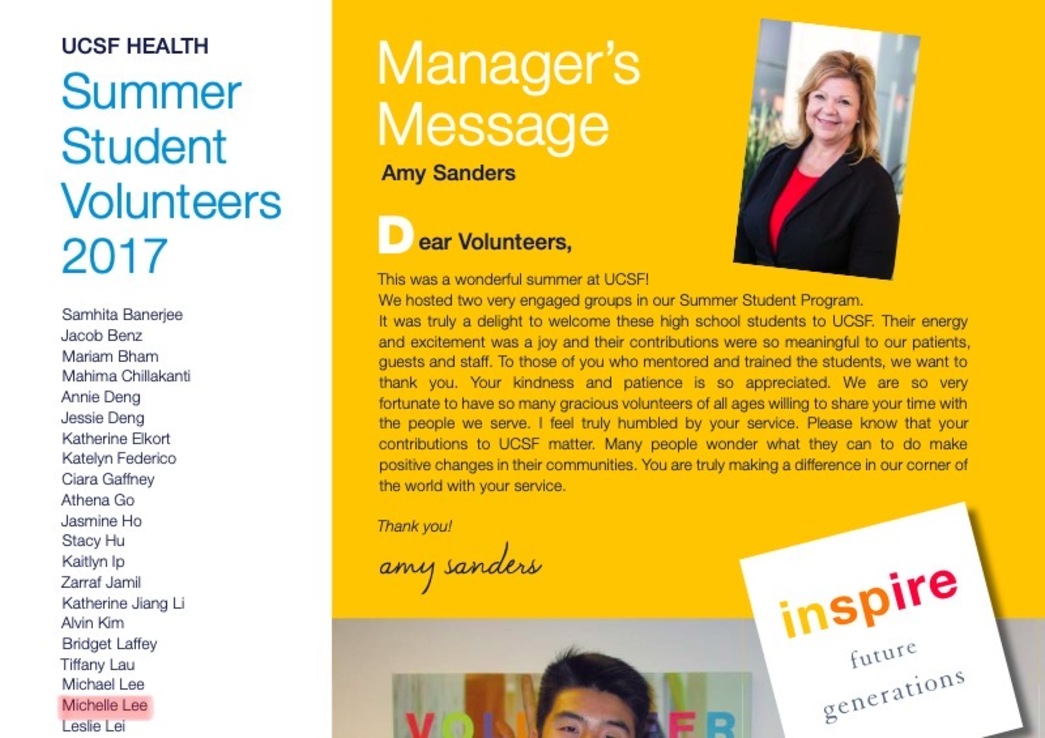 UCSF HEALTH
Summer
Student
Volunteers
2017
Samhita Banerjee
Jacob Benz
Mariam Bham
Mahima Chillakanti
Annie Deng
Jessie Deng
Katherine Elkort
Katelyn Federico
Ciara Gaffney
Athena Go
Jasmine Ho
Stacy Hu
Kaitlyn Ip
Zarraf Jamil
Katherine Jiang Li
Alvin Kim
Bridget Laffey
Tiffany Lau
Michael Lee
Michelle Lee
Leslie Lei
Manager's
Message
Amy Sanders
Dear Volunteers,
This was a wonderful summer at UCSF!
We hosted two very engaged groups in our Summer Student Program.
It was truly a delight to welcome these high school students to UCSF. Their energy
and excitement was a joy and their contributions were so meaningful to our patients,
guests and staff. To those of you who mentored and trained the students, we want to
thank you. Your kindness and patience is so appreciated. We are so very
fortunate to have so many gracious volunteers of all ages willing to share your time with
the people we serve. I feel truly humbled by your service. Please know that your
contributions to UCSF matter. Many people wonder what they can to do make
positive changes in their communities. You are truly making a difference in our corner of
the world with your service.
Thank you!
amy sanders
inspire
future
generations